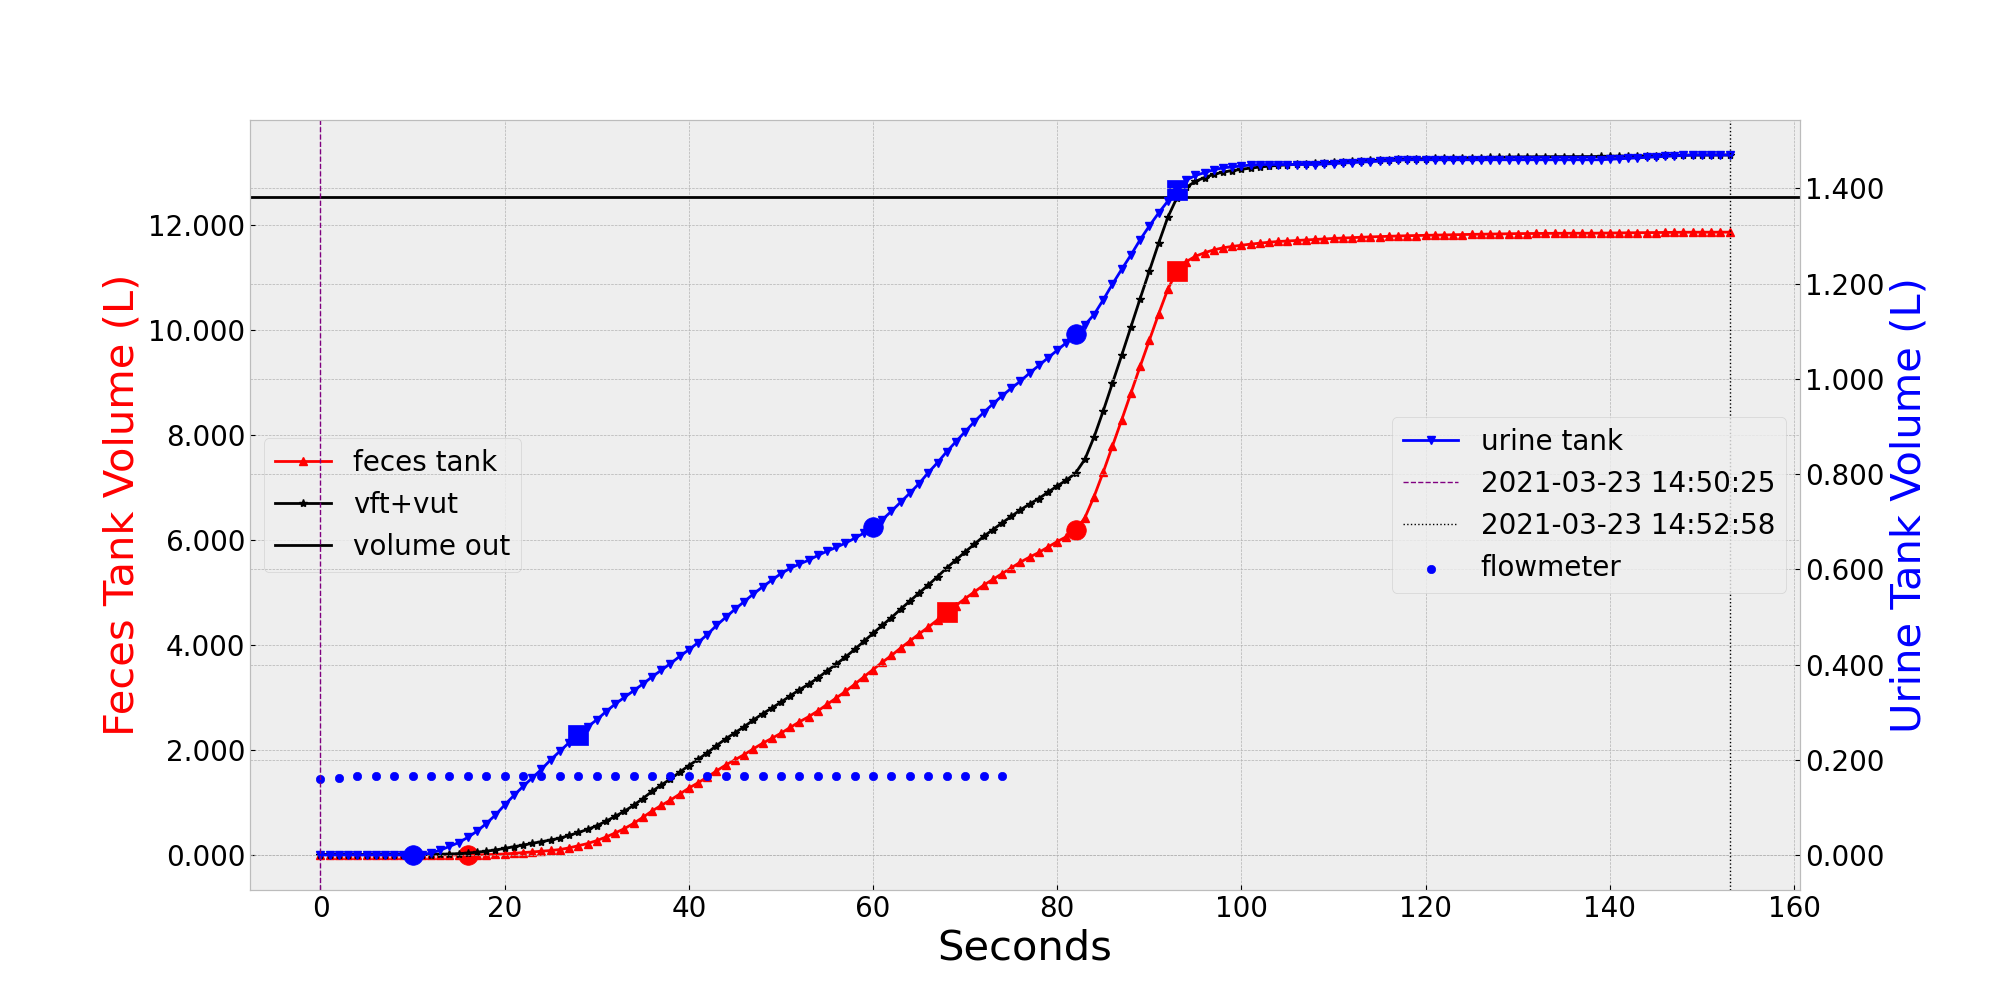 Feces Tank Volume (L)
12.000
10.000
8.000
6.000
4.000
2.000
0.000
feces tank
vft+vut
volume out
urine tank
2021-03-23 14:50:25
2021-03-23 14:52:58
flowmeter
1.400
1.200
1.000
0.800
0.600
0.400
0.200
0.000
Urine Tank Volume (L)
0 20 40 60 80 100 120 140 160
Seconds